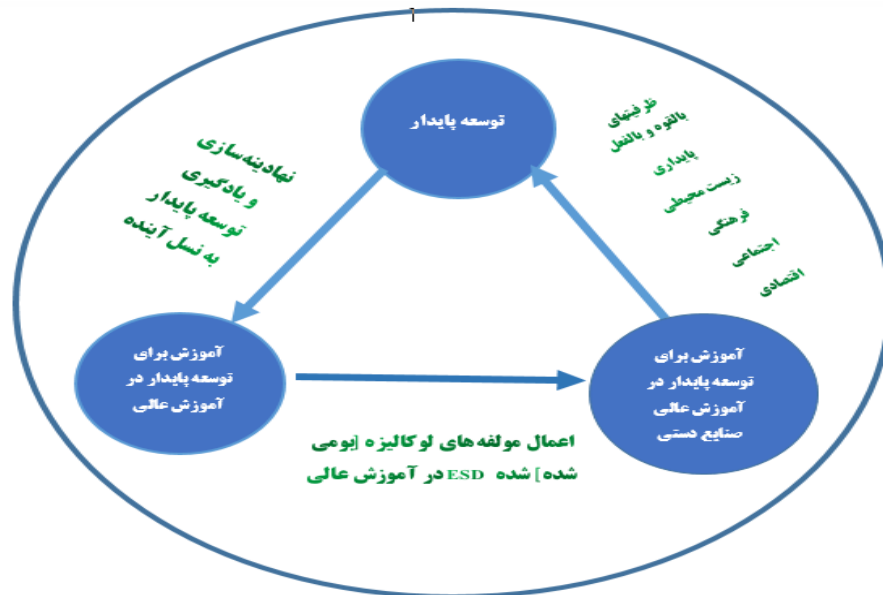 توسعه پایدار
ظرفیتهای
بالقوه و بالفعل
پایداری
زیست محیطی
فرهنگی
اجتماعی
اقتصادی
نهادینه‌سازی
و یادگیری
توسعه پایدار
به نسل آینده
آموزش برای
توسعه پایدار در
آموزش عالی
صنایع دستی
آموزش برای
توسعه پایدار در
آموزش عالی
اعمال مولفه های لوکالیزه [بومی
شده] شده ESD در آموزش عالی